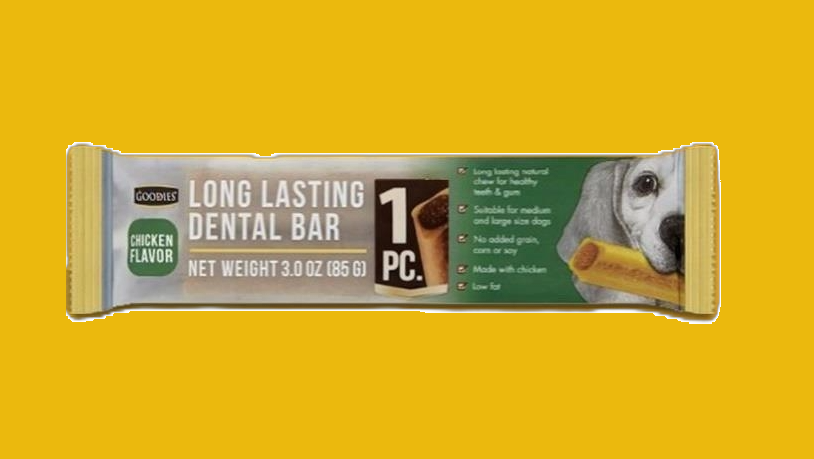 GOODIES
CHICKEN
FLAVOR
LONG LASTING
DENTAL BAR
NET WEIGHT 3.0 OZ (85 G)
1
PC.
Long lasting natural
chew for healthy
teeth & gum
Suitable for medium
and large size dogs
No added grain,
corn or soy
Made with chicken
Low fat